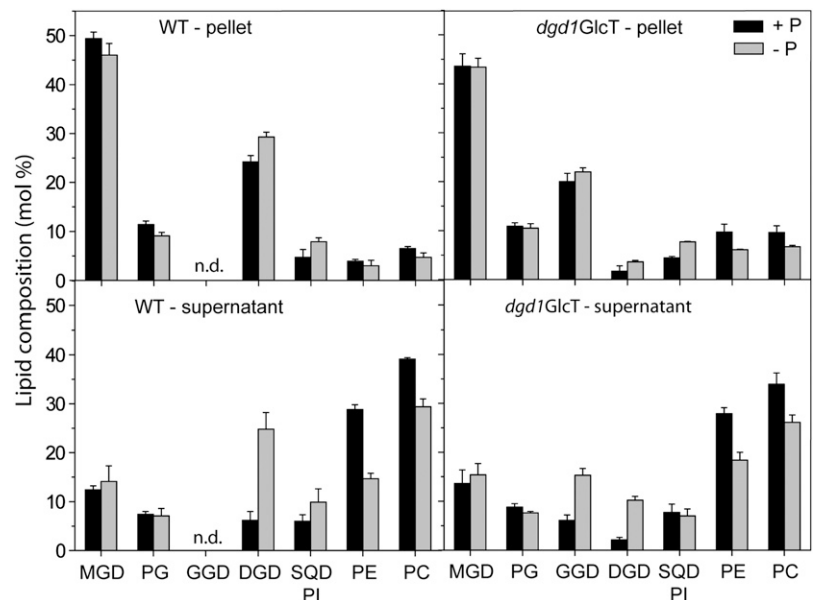 WT - pellet
dgd1GlcT - pellet
+ P
- P
Lipid composition (mol %)
50
40
30
20
10
0
n.d.
WT - supernatant
dgd1GlcT - supernatant
50
40
30
20
10
0
n.d.
MGD PG GGD DGD SQD PE PC
PI
MGD PG GGD DGD SQD PE PC
PI